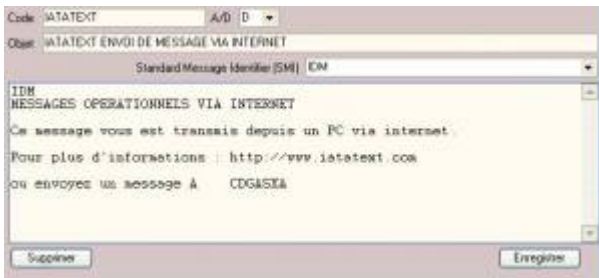 Code IATATEXT A/D D
Objet IATATEXT ENVOI DE MESSAGE VIA INTERNET
Standard Message Identifier (SMI) IDM
IDM
MESSAGES OPERATIONNELS VIA INTERNET
Ce message vous est transmis depuis un PC via internet.
Pour plus d'informations : http://www.iatatext.com
ou envoyez un message A CDGASXA
Supprimer Enregistrer